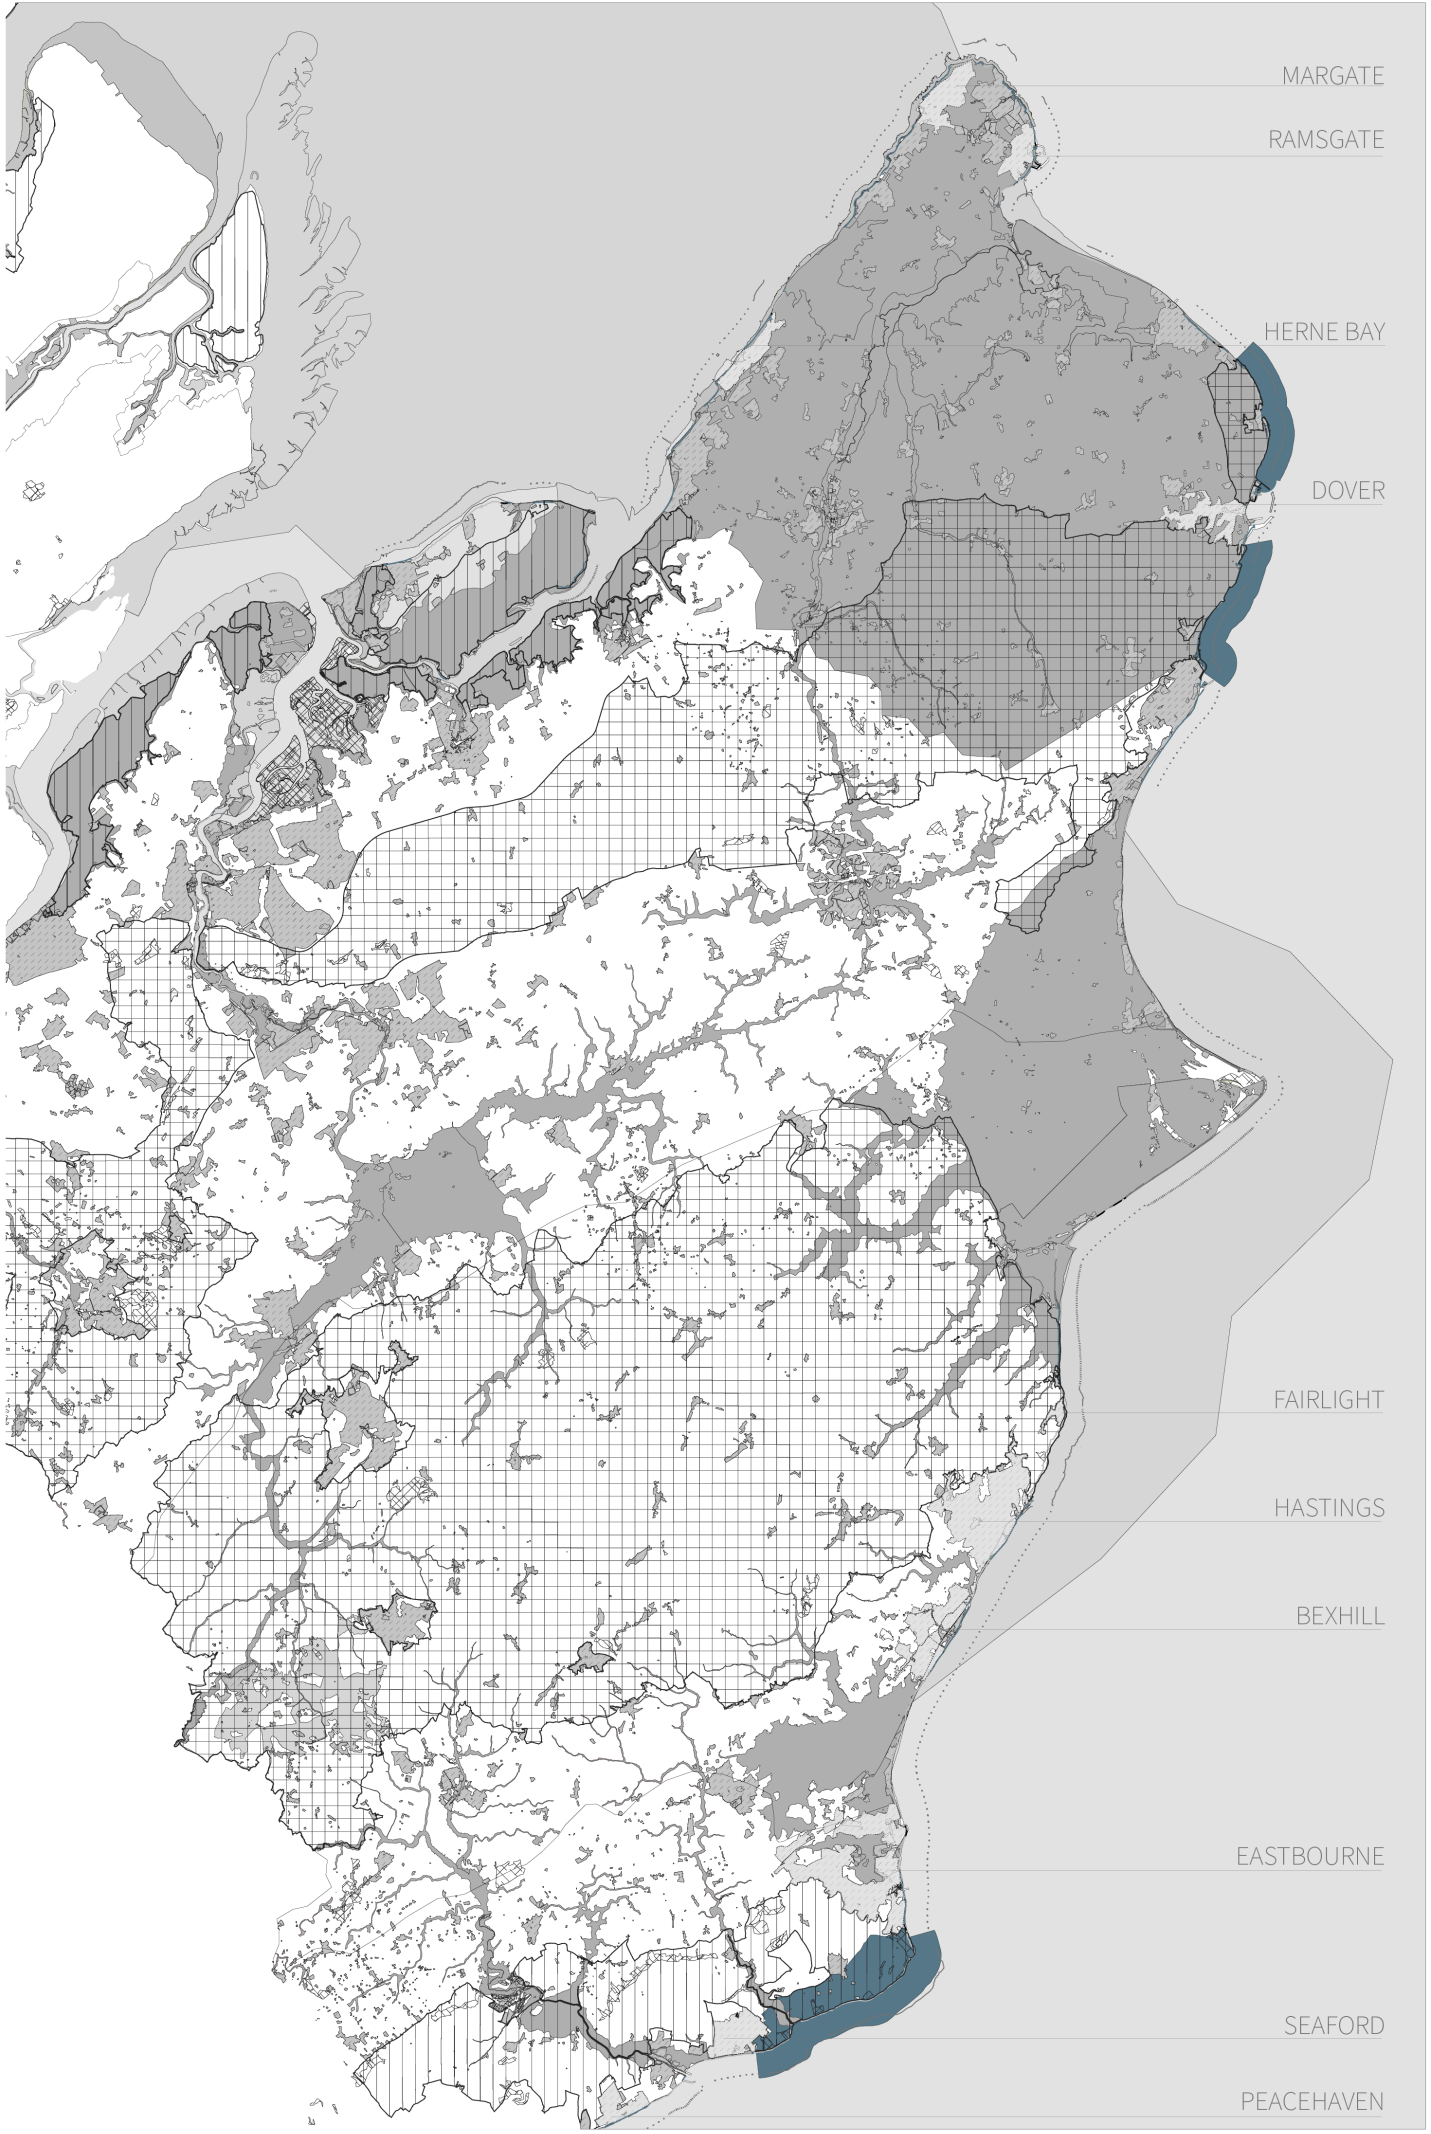 MARGATE
RAMSGATE
HERNE BAY
DOVER
FAIRLIGHT
HASTINGS
BEXHILL
EASTBOURNE
SEAFORD
PEACEHAVEN